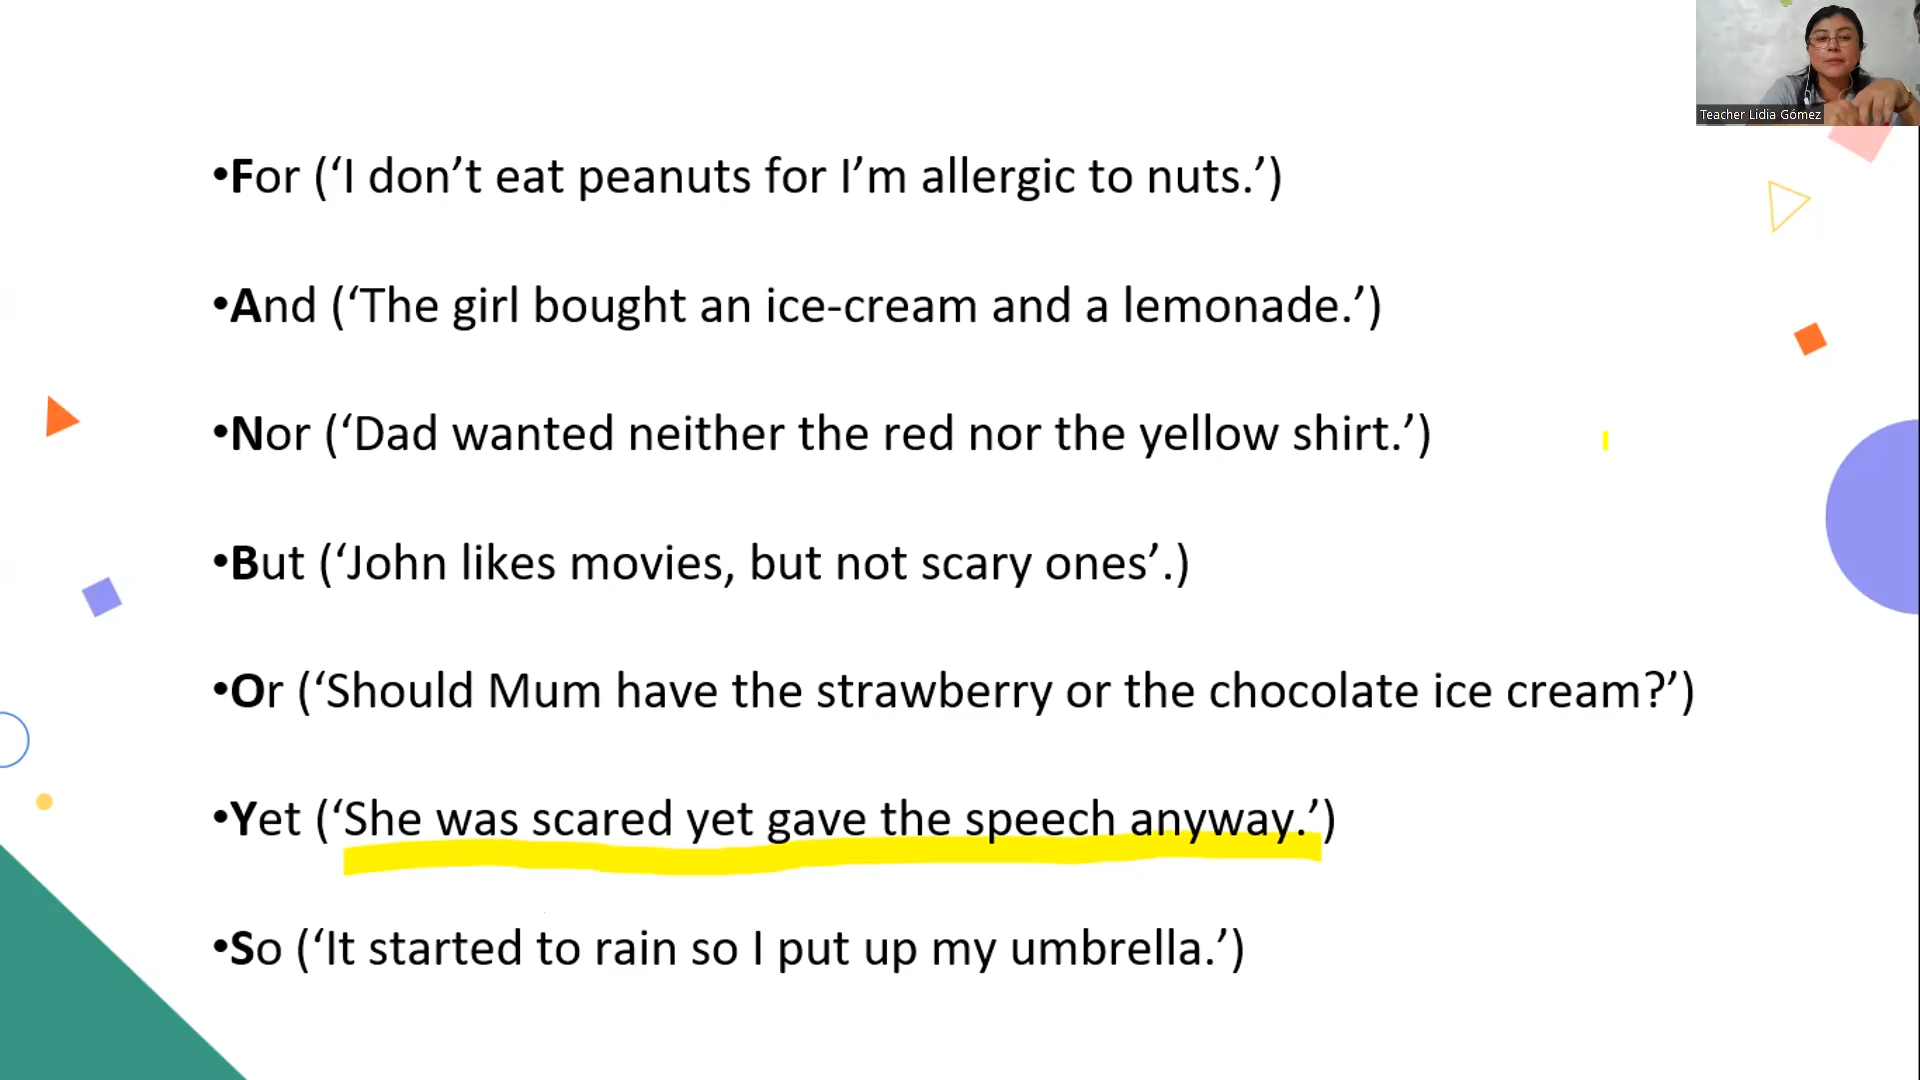 Teacher Lidia Gómez
•For (‘I don’t eat peanuts for I’m allergic to nuts.’)
•And (‘The girl bought an ice-cream and a lemonade.’)
•Nor (‘Dad wanted neither the red nor the yellow shirt.’)
•But (‘John likes movies, but not scary ones’.)
•Or (‘Should Mum have the strawberry or the chocolate ice cream?’)
•Yet (‘She was scared yet gave the speech anyway.’)
•So (‘It started to rain so I put up my umbrella.’)